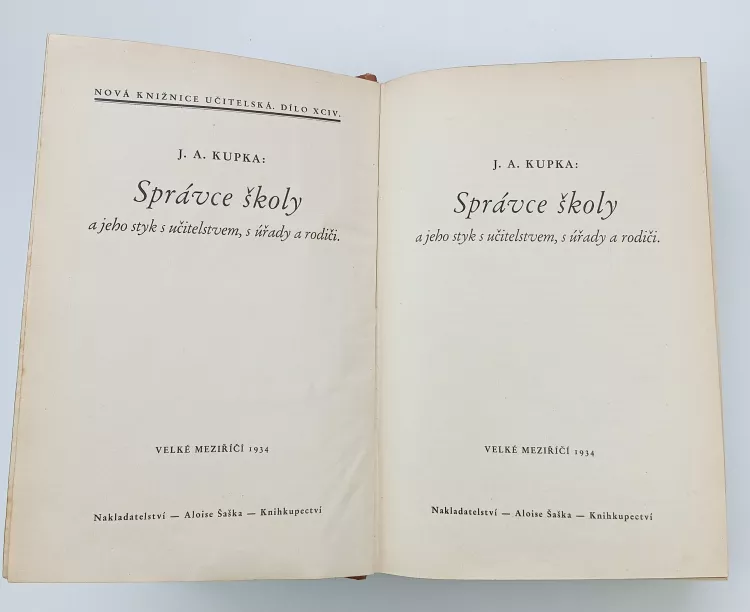 NOVÁ KNIŽNICE UČITELSKÁ. DÍLO XCIV.
J. A. KUPKA:
Správce školy
a jeho styk s učitelstvem, s úřady a rodiči.
VELKÉ MEZIŘÍČÍ 1934
Nakladatelství — Aloise Šaška — Knihkupectví
J. A. KUPKA:
Správce školy
a jeho styk s učitelstvem, s úřady a rodiči.
VELKÉ MEZIŘÍČÍ 1934
Nakladatelství — Aloise Šaška — Knihkupectví